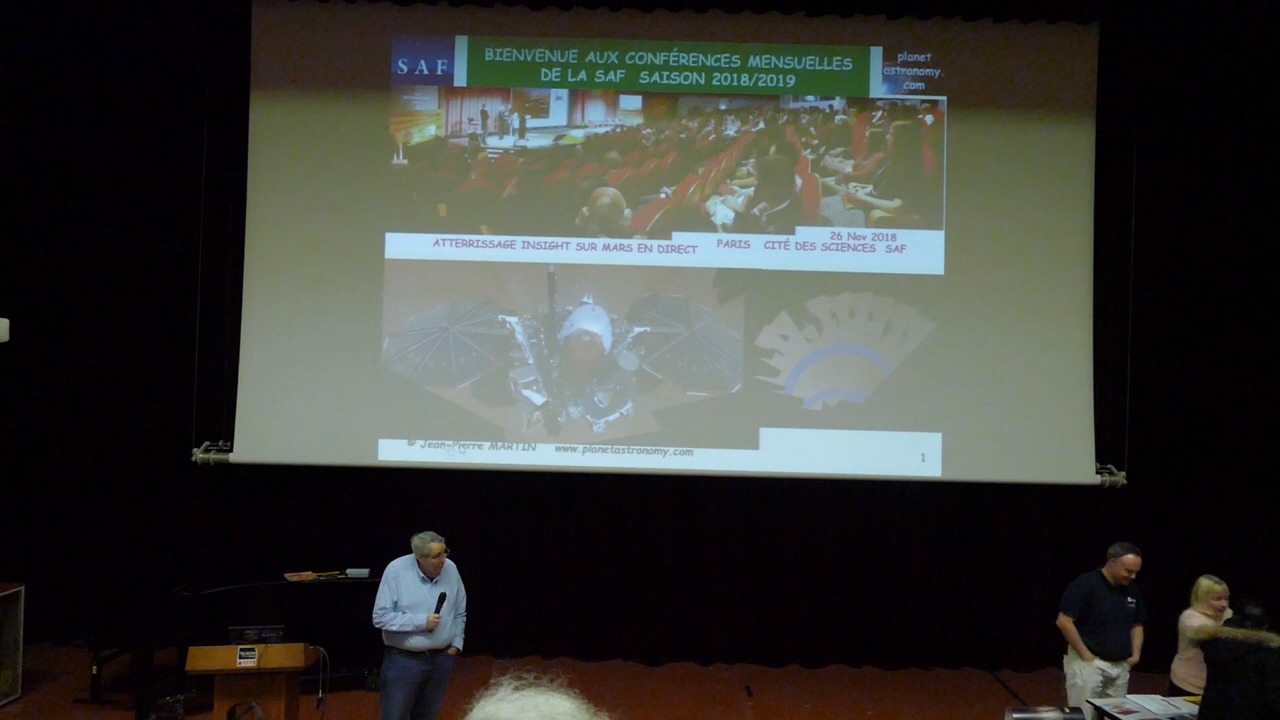 SAF
BIENVENUE AUX CONFÉRENCES MENSUELLES
DE LA SAF SAISON 2018/2019
planet
astronomy.
com
26 Nov 2018
ATTERRISSAGE INSIGHT SUR MARS EN DIRECT PARIS CITÉ DES SCIENCES SAF
© Jean-Pierre MARTIN www.planetastronomy.com
1